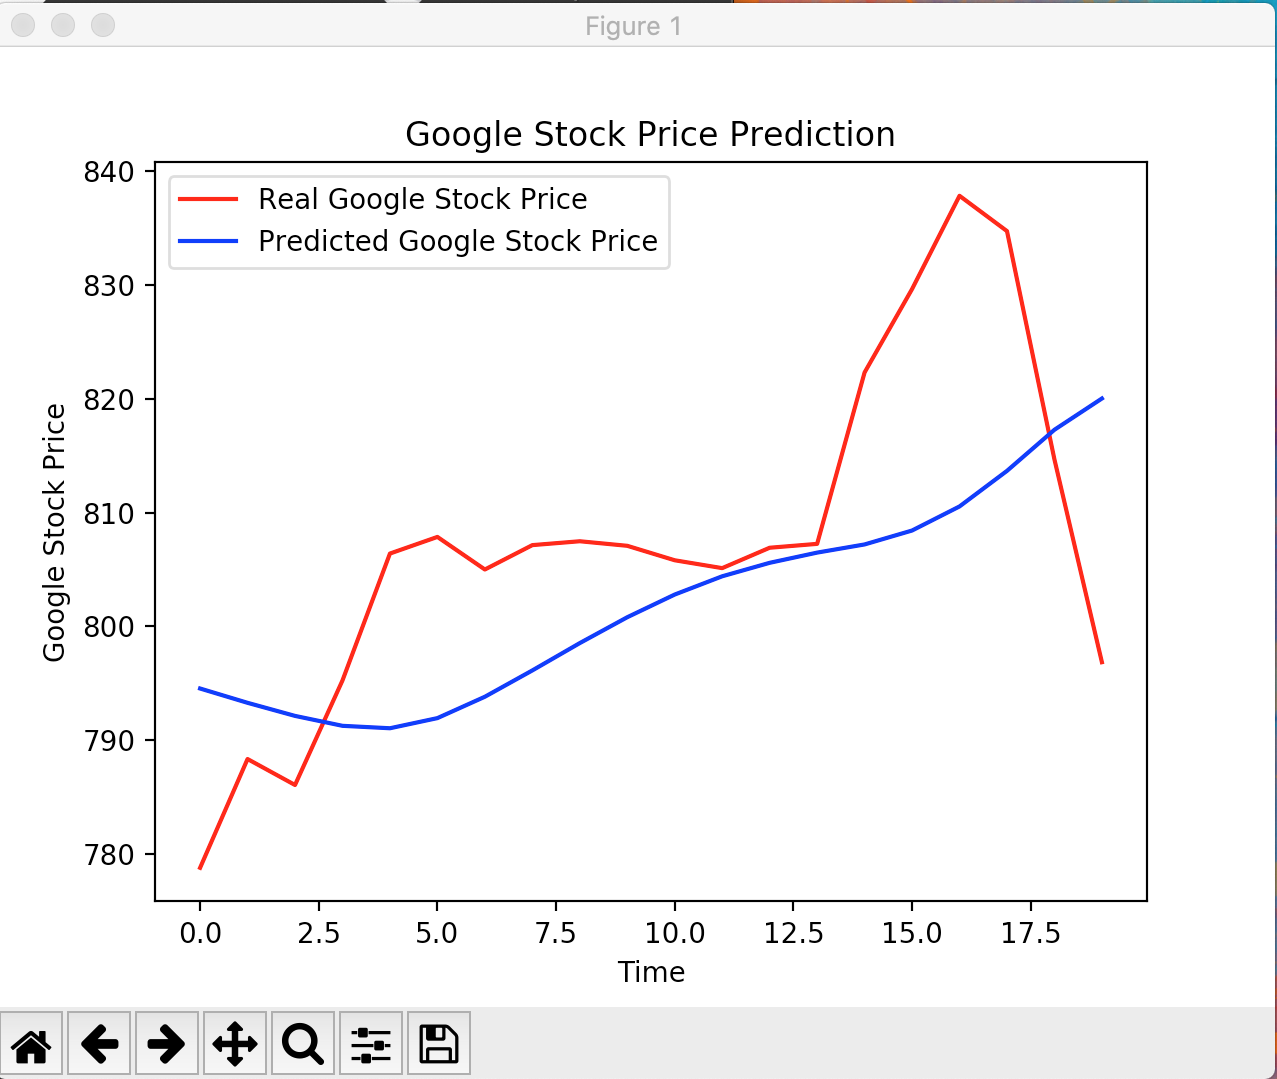 Figure 1
Google Stock Price Prediction
Real Google Stock Price
Predicted Google Stock Price
840
830
820
810
800
790
780
Google Stock Price
0.0 2.5 5.0 7.5 10.0 12.5 15.0 17.5
Time